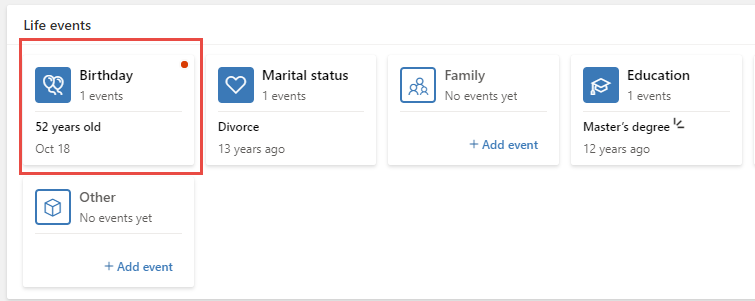 Life events
Birthday
1 events
52 years old
Oct 18
Marital status
1 events
Divorce
13 years ago
Family
No events yet
+ Add event
Education
1 events
Master's degree
12 years ago
Other
No events yet
+ Add event